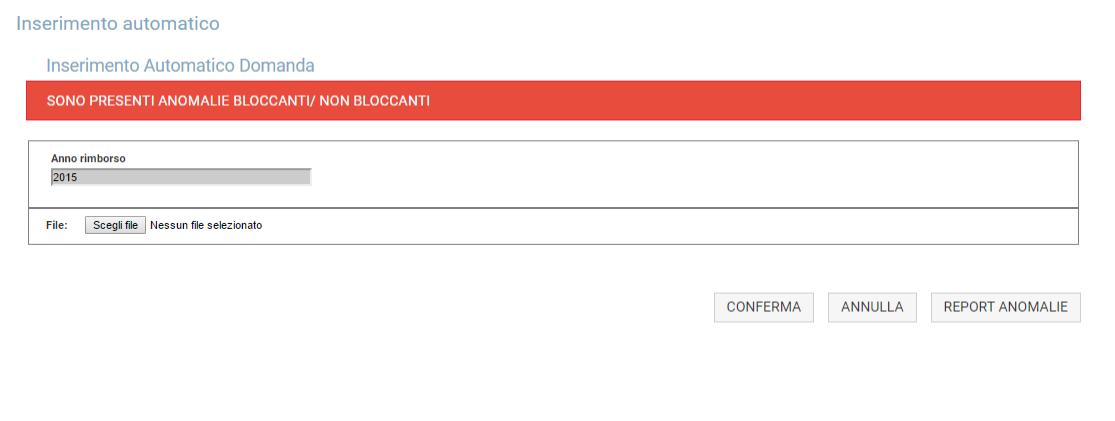 Inserimento automatico
Inserimento Automatico Domanda
SONO PRESENTI ANOMALIE BLOCCANTI/ NON BLOCCANTI
Anno rimborso
2015
File: Scegli file Nessun file selezionato
CONFERMA ANNULLA REPORT ANOMALIE